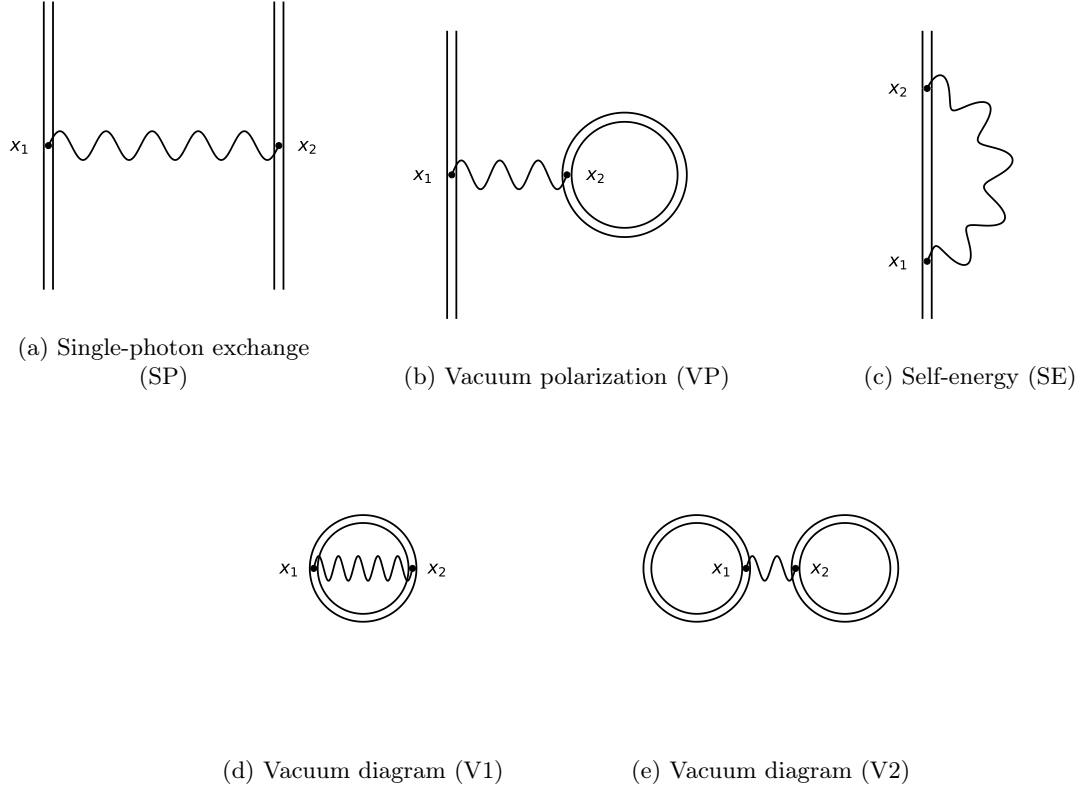 x₁ x₂
x₁ x₂
x₂
x₁
(a) Single-photon exchange
(SP)
(b) Vacuum polarization (VP)
(c) Self-energy (SE)
x₁ x₂
x₁ x₂
(d) Vacuum diagram (V1)
(e) Vacuum diagram (V2)